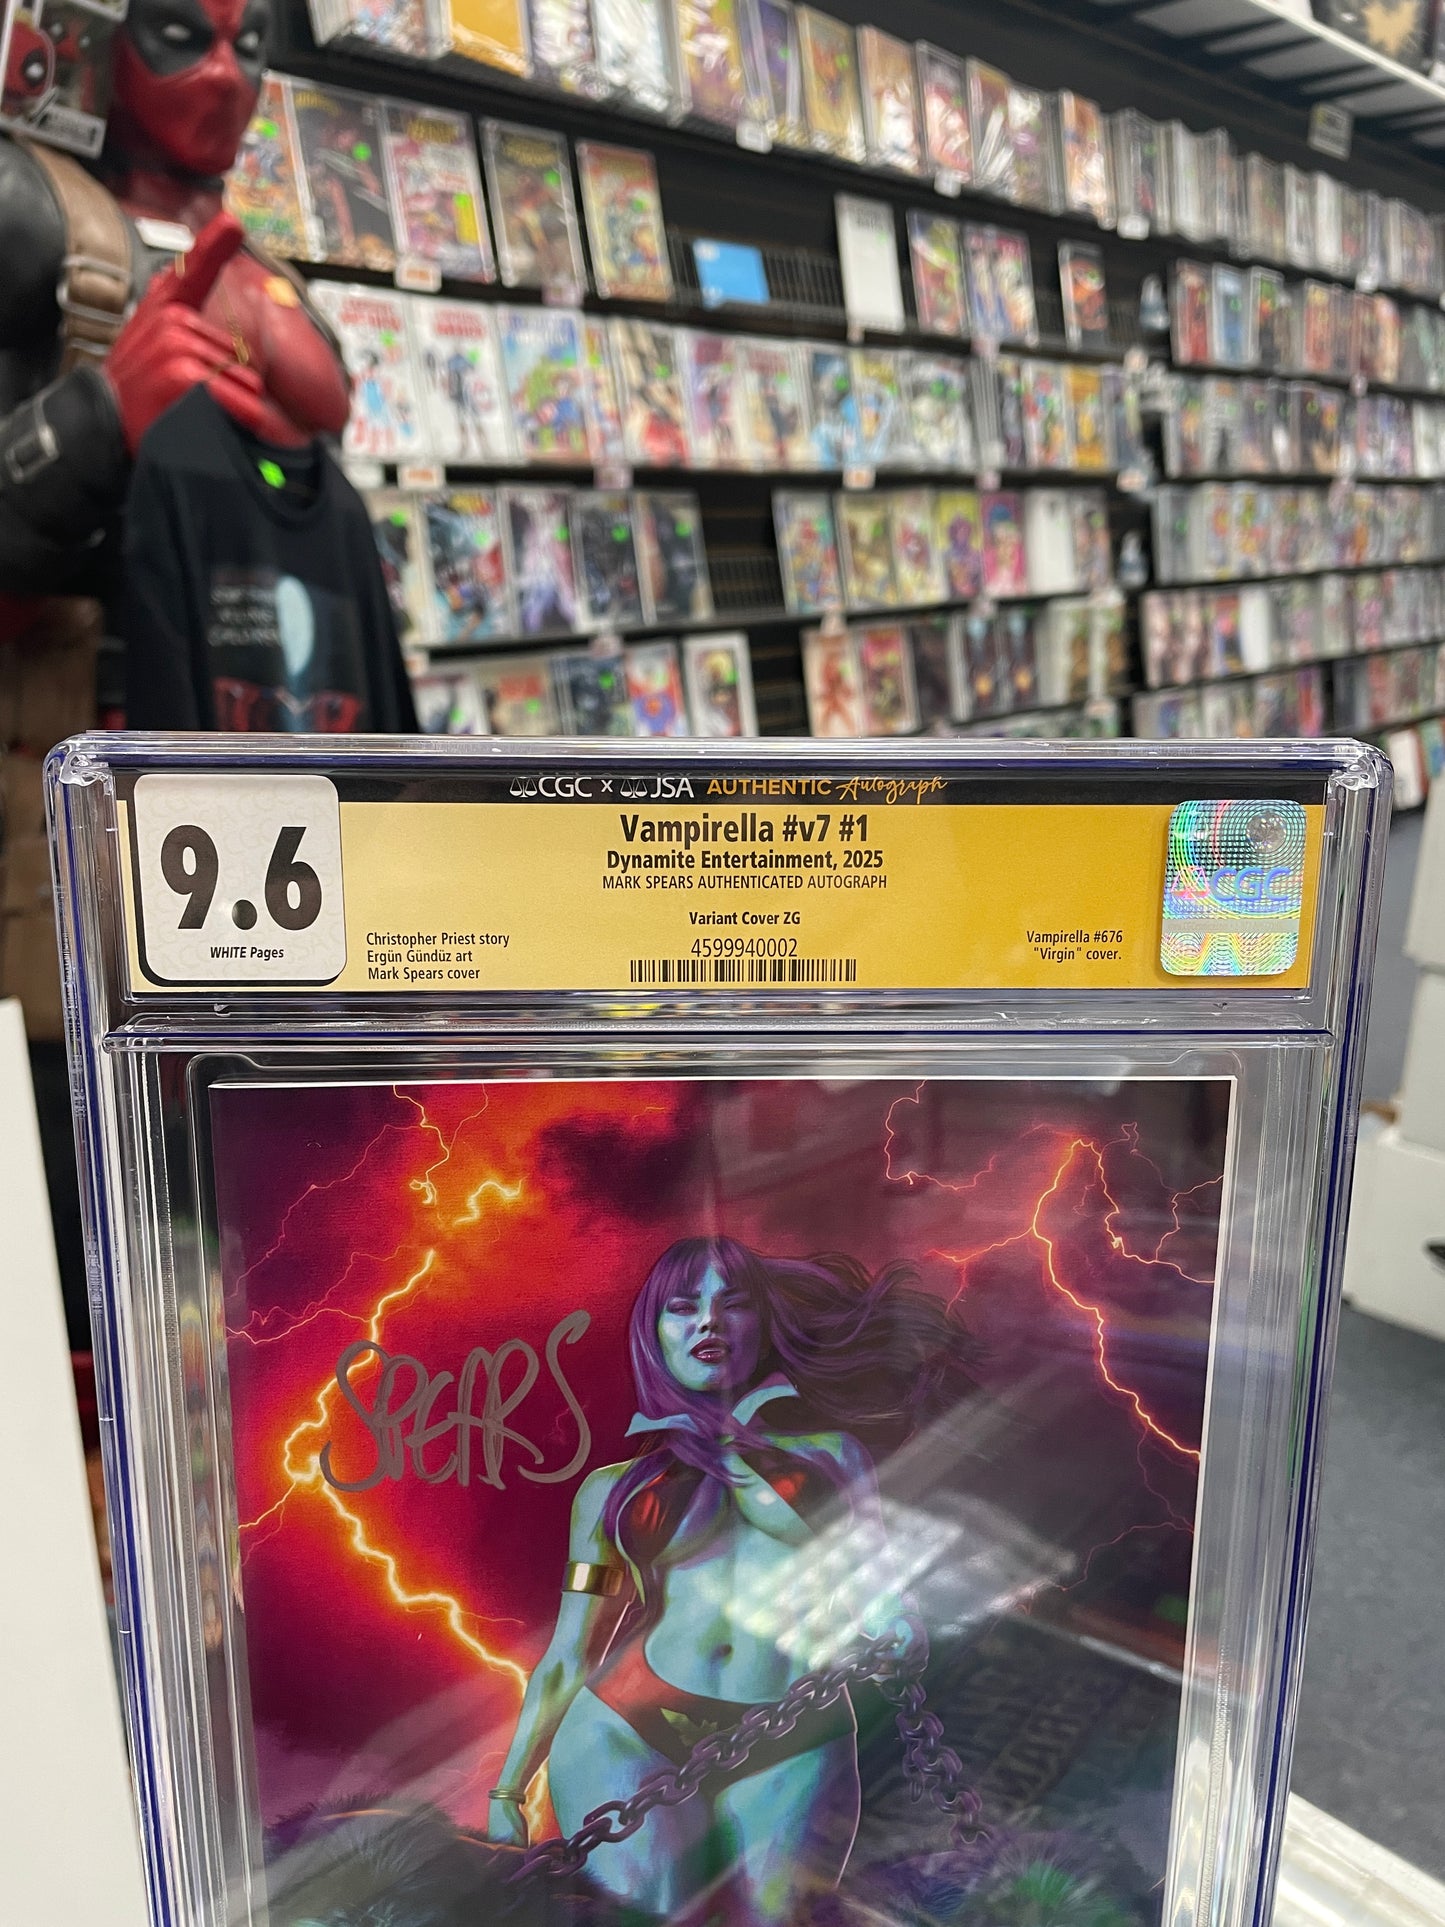 CGC x JSA AUTHENTIC Autograph
9.6
WHITE Pages
Vampirella #v7 #1
Dynamite Entertainment, 2025
MARK SPEARS AUTHENTICATED AUTOGRAPH
Variant Cover ZG
4599940002
Christopher Priest story
Ergün Gündüz art
Mark Spears cover
Vampirella #676
"Virgin" cover.
CGC
SPEARS